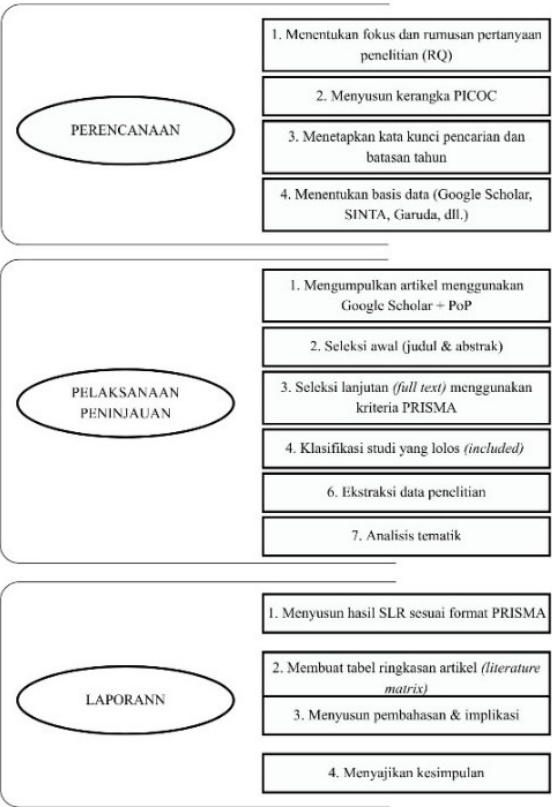 PERENCANAAN
1. Menentukan fokus dan rumusan pertanyaan
penelitian (RQ)
2. Menyusun kerangka PICOC
3. Menetapkan kata kunci pencarian dan
batasan tahun
4. Menentukan basis data (Google Scholar,
SINTA, Garuda, dll.)
PELAKSANAAN
PENINJAUAN
1. Mengumpulkan artikel menggunakan
Google Scholar + PoP
2. Seleksi awal (judul & abstrak)
3. Seleksi lanjutan (full text) menggunakan
kriteria PRISMA
4. Klasifikasi studi yang lolos (included)
6. Ekstraksi data penelitian
7. Analisis tematik
LAPORANN
1. Menyusun hasil SLR sesuai format PRISMA
2. Membuat tabel ringkasan artikel (literature
matrix)
3. Menyusun pembahasan & implikasi
4. Menyajikan kesimpulan